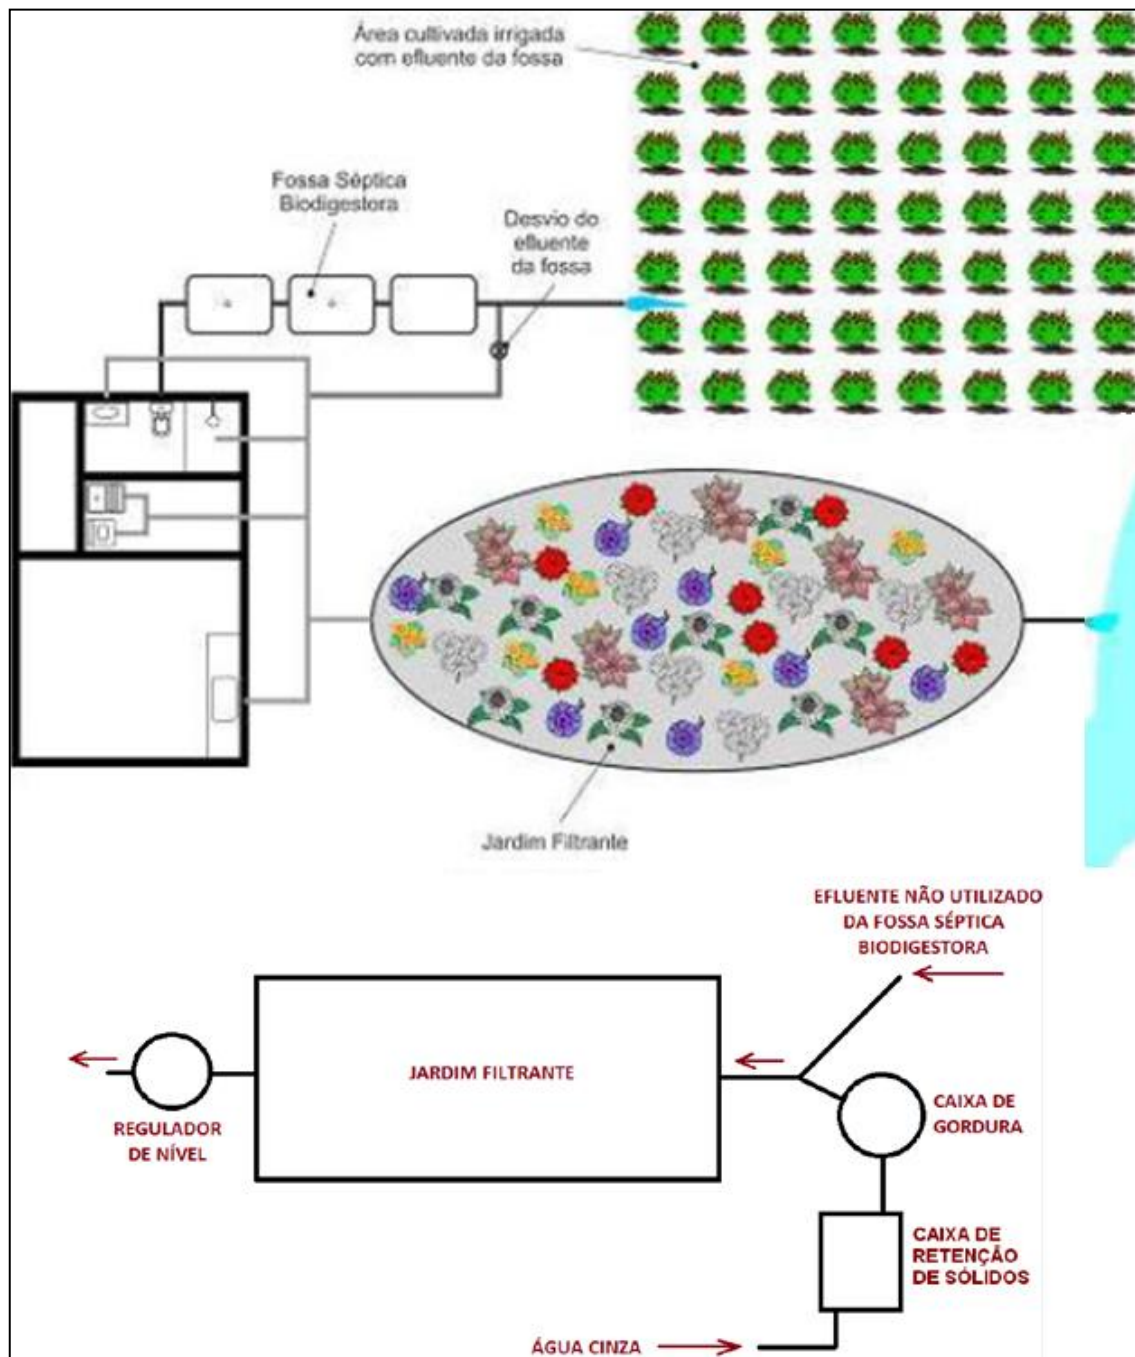 Área cultivada irrigada
com efluente da fossa
Fossa Séptica
Biodigestora
Desvio do
efluente
da fossa
Jardim Filtrante
EFLUENTE NÃO UTILIZADO
DA FOSSA SÉPTICA
BIODIGESTORA
JARDIM FILTRANTE
CAIXA DE
GORDURA
REGULADOR
DE NÍVEL
CAIXA DE
RETENÇÃO
DE SÓLIDOS
ÁGUA CINZA